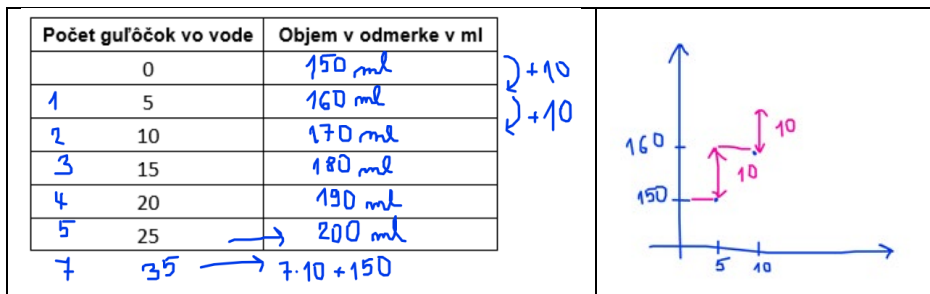 Počet guľôčok vo vode Objem v odmerke v ml
0 150 ml
+10
1 5 160 ml
+10
2 10 170 ml
3 15 180 ml
4 20 190 ml
5 25 → 200 ml
7 35 → 7·10+150
10
160
10
150
5 10